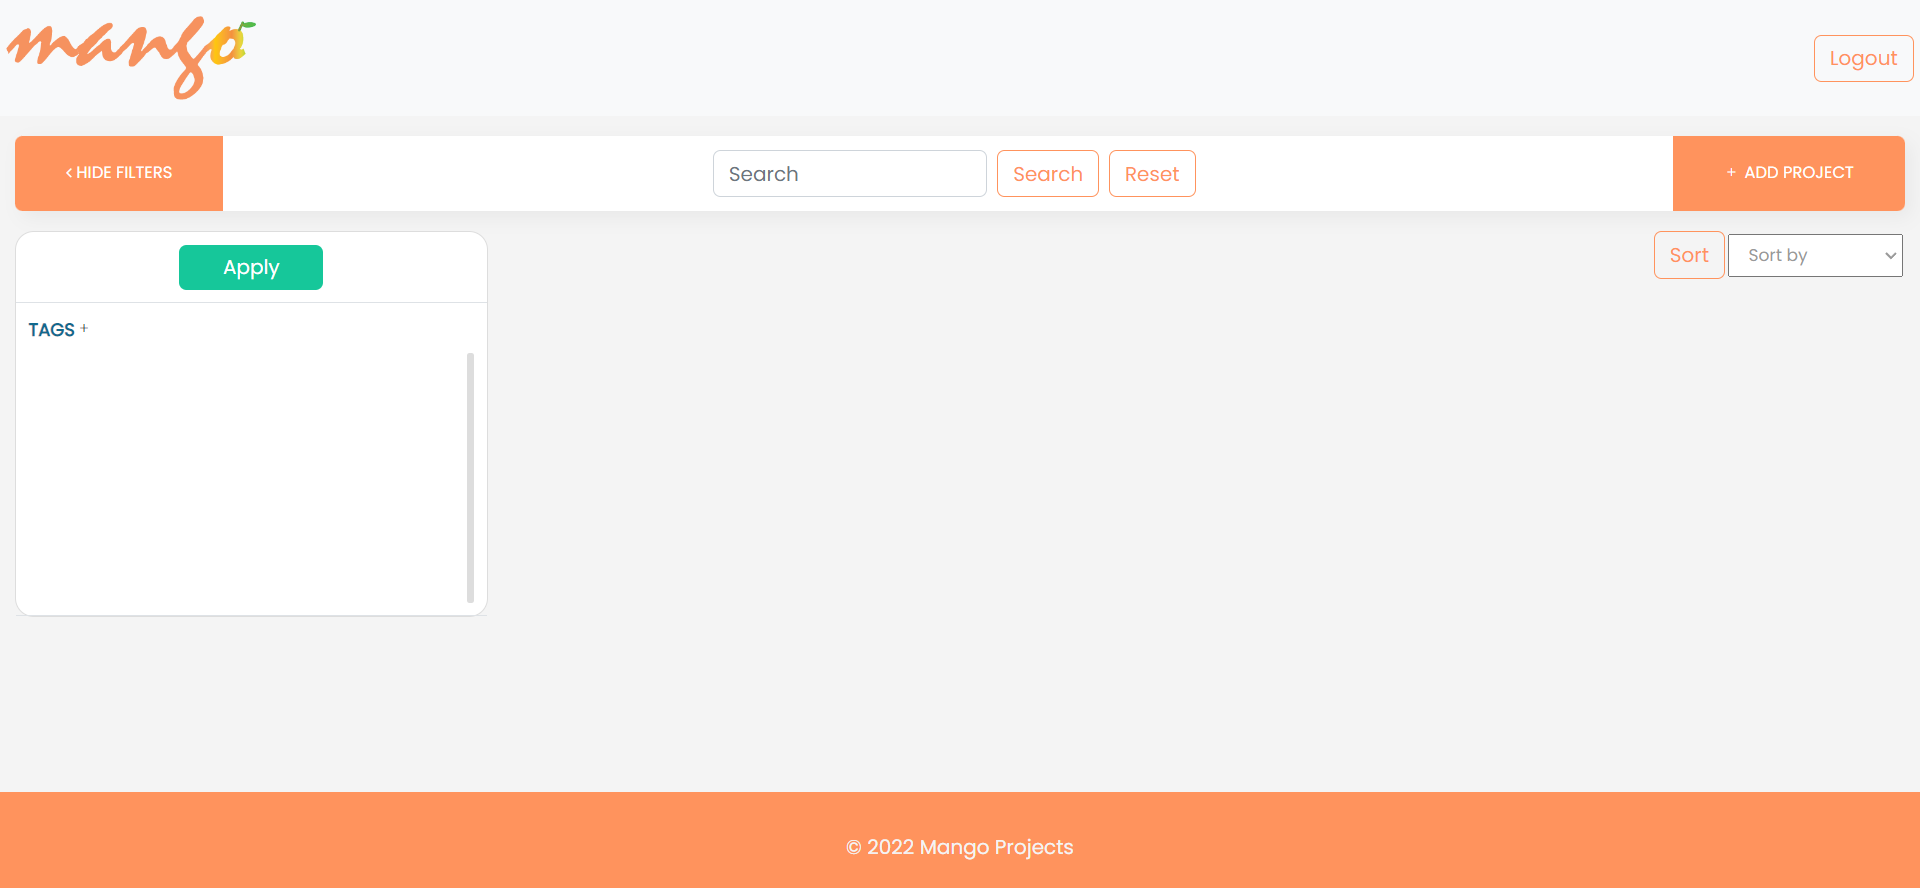 mango
Logout
< HIDE FILTERS
Search
Search
Reset
+ ADD PROJECT
Apply
Sort
Sort by
TAGS +
© 2022 Mango Projects